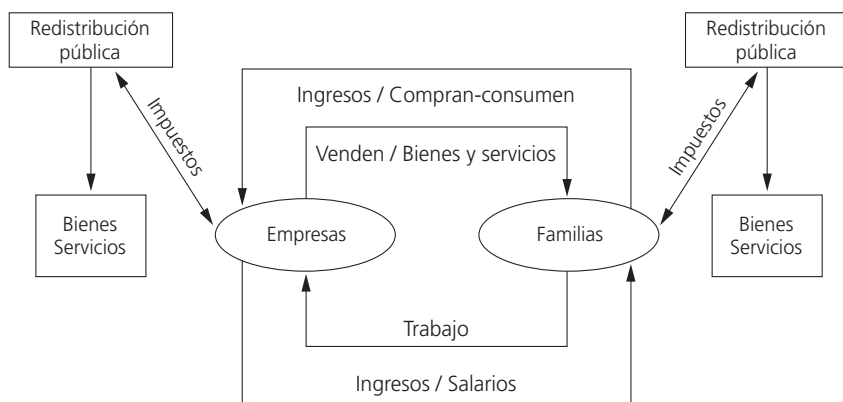 Redistribución
pública
Redistribución
pública
Impuestos
Ingresos / Compran-consumen
Impuestos
Venden / Bienes y servicios
Bienes
Servicios
Empresas
Familias
Bienes
Servicios
Trabajo
Ingresos / Salarios